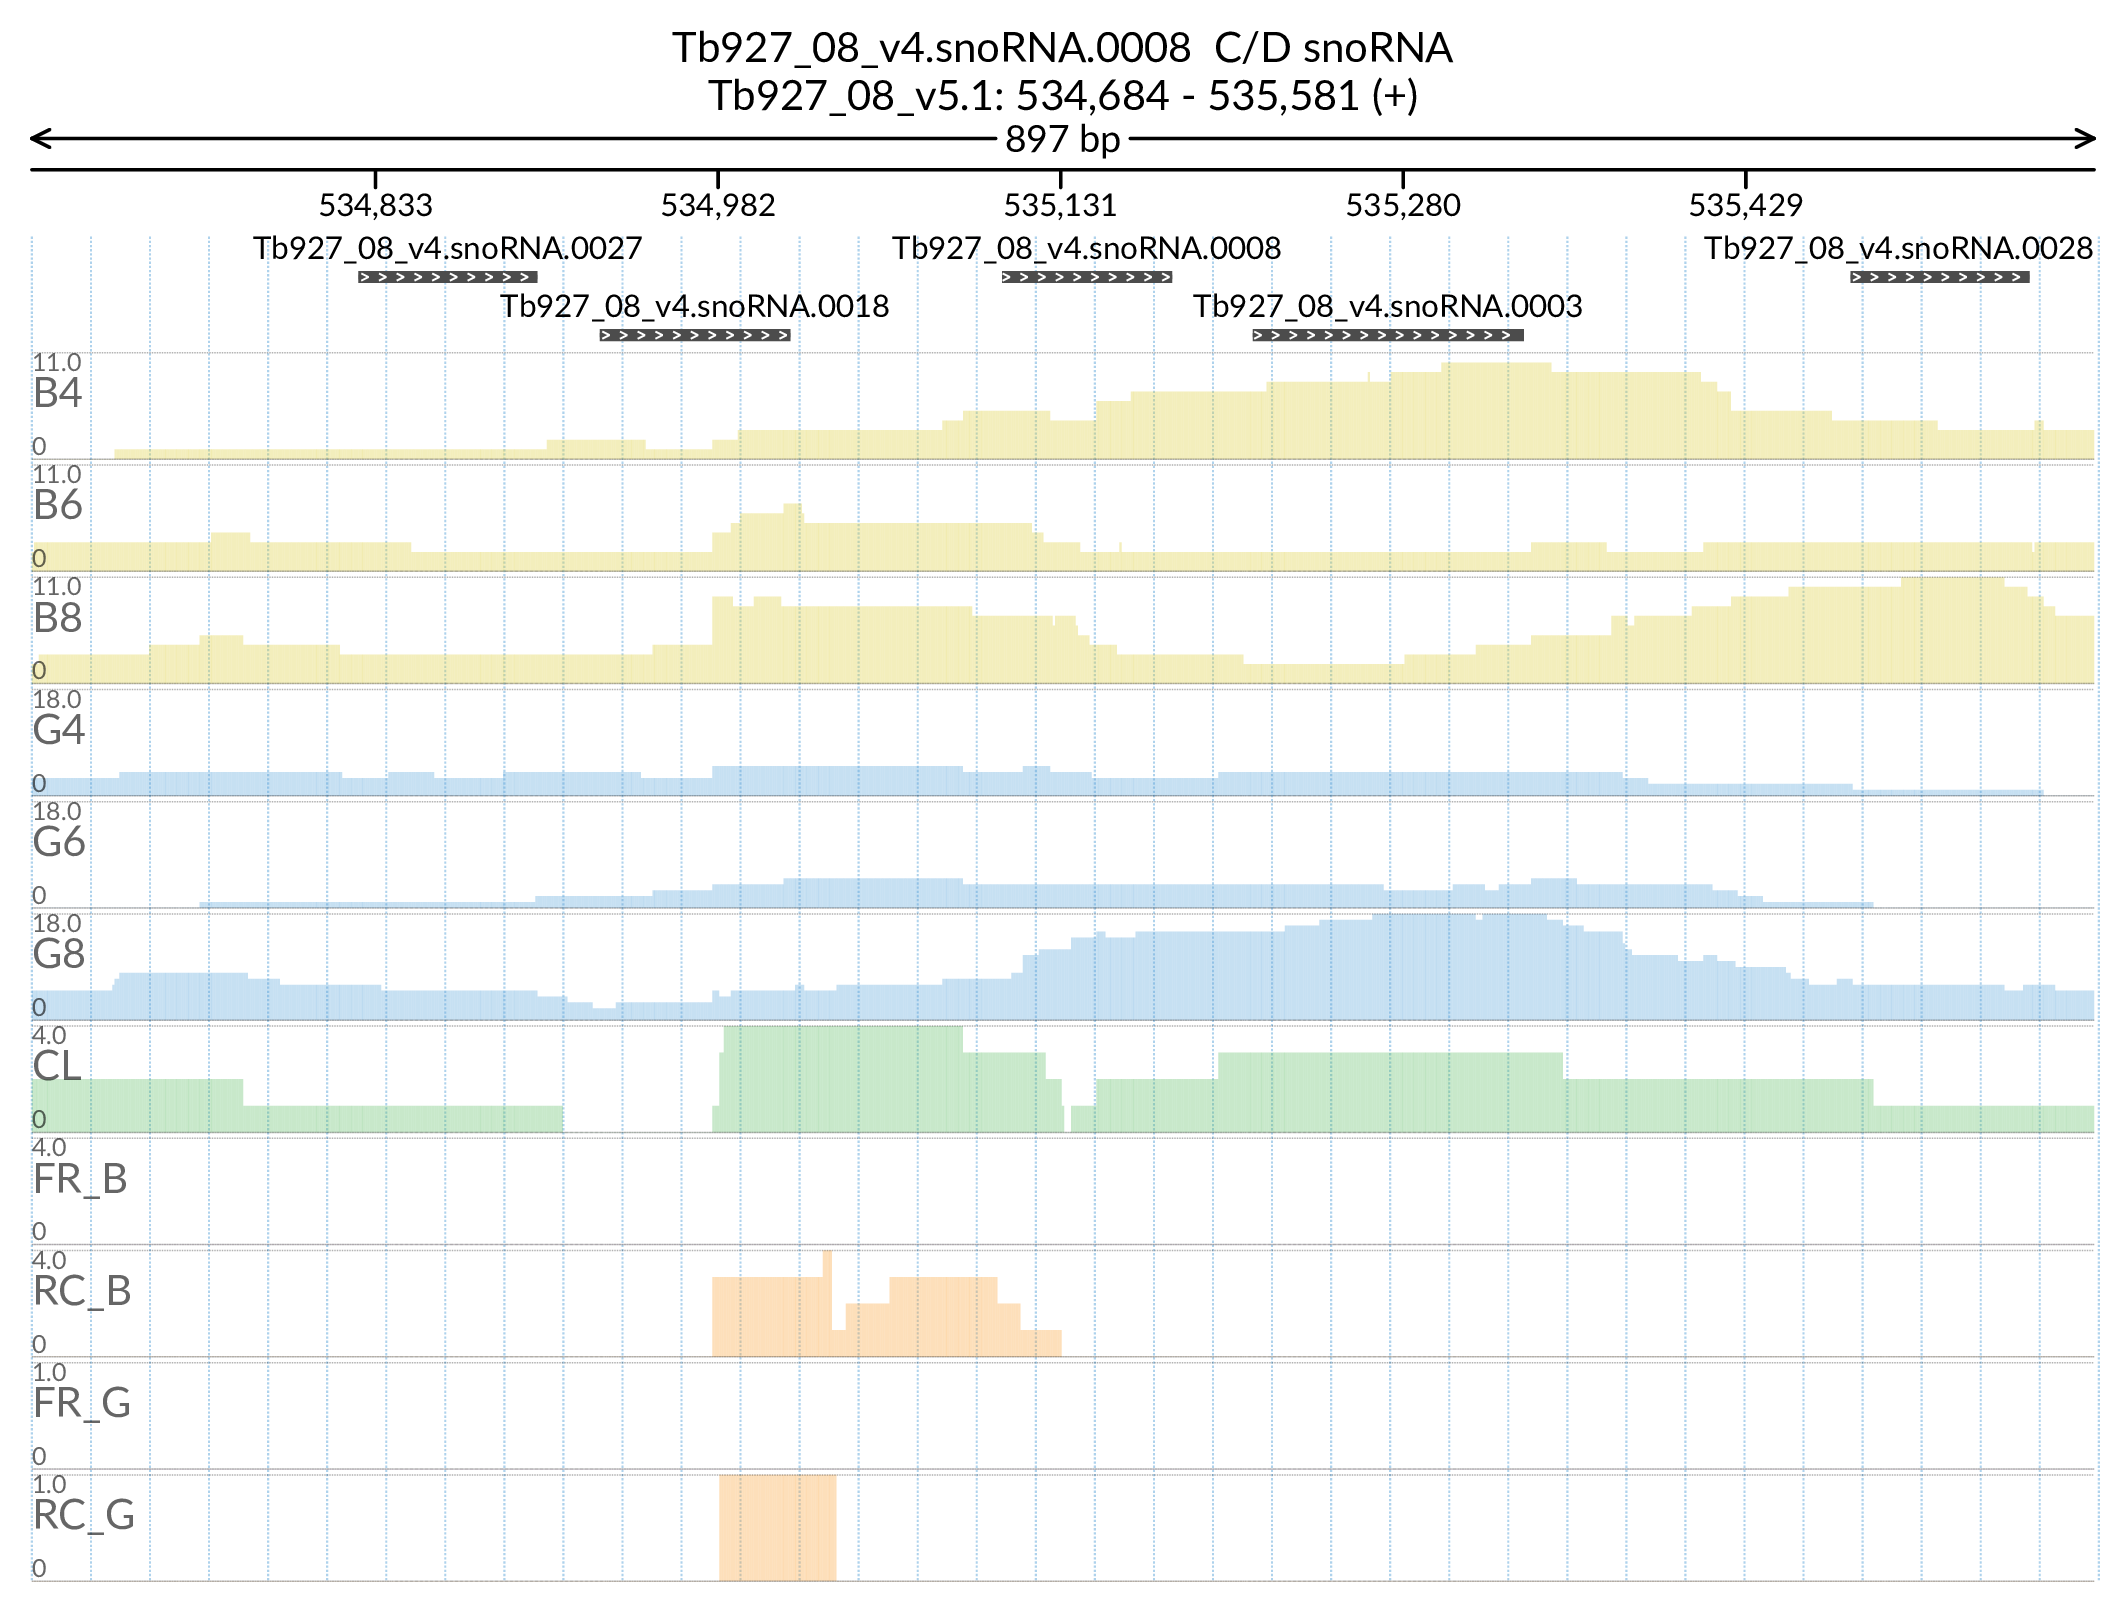 Tb927_08_v4.snoRNA.0008  C/D snoRNA
Tb927_08_v5.1: 534,684 - 535,581 (+)
897 bp
534,833 534,982 535,131 535,280 535,429
Tb927_08_v4.snoRNA.0027 Tb927_08_v4.snoRNA.0008 Tb927_08_v4.snoRNA.0028
Tb927_08_v4.snoRNA.0018 Tb927_08_v4.snoRNA.0003
11.0
B4
0
11.0
B6
0
11.0
B8
0
18.0
G4
0
18.0
G6
0
18.0
G8
0
4.0
CL
0
4.0
FR_B
0
4.0
RC_B
0
1.0
FR_G
0
1.0
RC_G
0